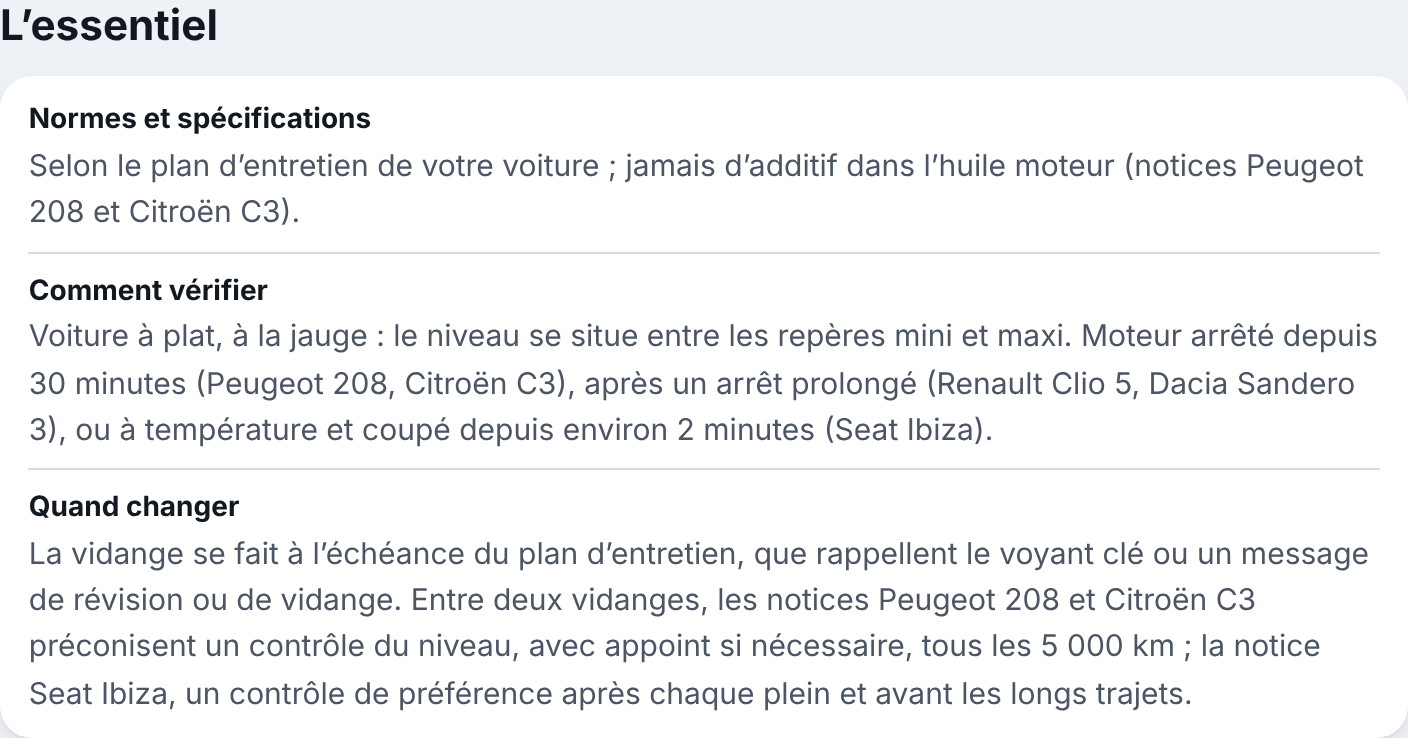 L’essentiel
Normes et spécifications
Selon le plan d’entretien de votre voiture ; jamais d’additif dans l’huile moteur (notices Peugeot
208 et Citroën C3).
Comment vérifier
Voiture à plat, à la jauge : le niveau se situe entre les repères mini et maxi. Moteur arrêté depuis
30 minutes (Peugeot 208, Citroën C3), après un arrêt prolongé (Renault Clio 5, Dacia Sandero
3), ou à température et coupé depuis environ 2 minutes (Seat Ibiza).
Quand changer
La vidange se fait à l’échéance du plan d’entretien, que rappellent le voyant clé ou un message
de révision ou de vidange. Entre deux vidanges, les notices Peugeot 208 et Citroën C3
préconisent un contrôle du niveau, avec appoint si nécessaire, tous les 5 000 km ; la notice
Seat Ibiza, un contrôle de préférence après chaque plein et avant les longs trajets.